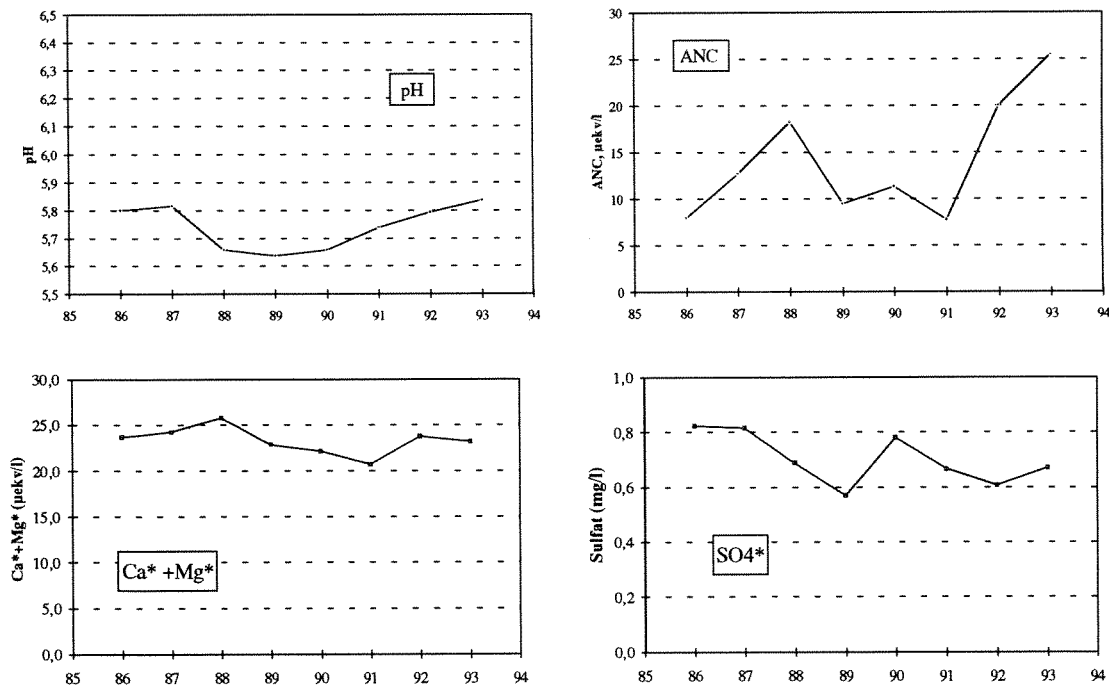 6,5
6,4
6,3
6,2
6,1
6,0
5,9
5,8
5,7
5,6
5,5
pH
pH
85 86 87 88 89 90 91 92 93 94
30
25
20
15
10
5
0
ANC, µekv/l
ANC
85 86 87 88 89 90 91 92 93 94
30,0
25,0
20,0
15,0
10,0
5,0
0,0
Ca*+Mg* (µekv/l)
Ca* +Mg*
85 86 87 88 89 90 91 92 93 94
1,0
0,8
0,6
0,4
0,2
0,0
Sulfat (mg/l)
SO4*
85 86 87 88 89 90 91 92 93 94